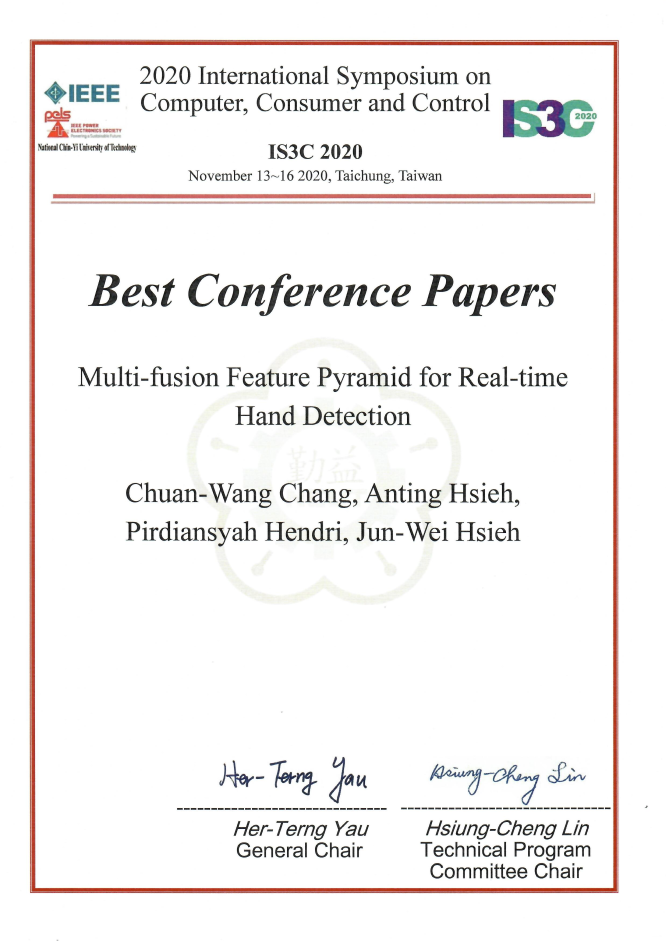 2020 International Symposium on
Computer, Consumer and Control
IEEE
pels
IEEE POWER
ELECTRONICS SOCIETY
Powering a Sustainable Future
National Chin-Yi University of Technology
IS3C 2020
IS3C 2020
November 13~16 2020, Taichung, Taiwan
Best Conference Papers
Multi-fusion Feature Pyramid for Real-time
Hand Detection
勤益
Chuan-Wang Chang, Anting Hsieh,
Pirdiansyah Hendri, Jun-Wei Hsieh
Her-Terng Yau
Hsiung-Cheng Lin
Her-Terng Yau
General Chair
Hsiung-Cheng Lin
Technical Program
Committee Chair